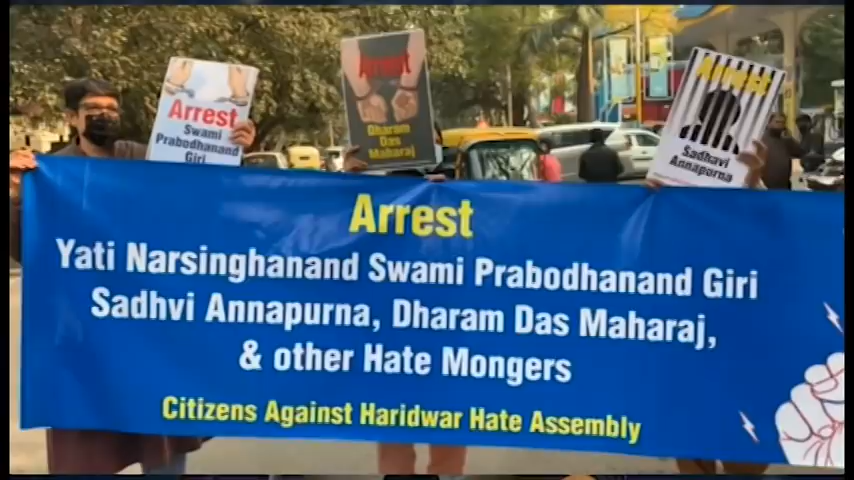 Arrest
Swami
Prabodhanand
Giri
Arrest
Dharam
Das
Maharaj
Arrest
Sadhavi
Annapurna
Arrest
Yati Narsinghanand Swami Prabodhanand Giri
Sadhvi Annapurna, Dharam Das Maharaj,
& other Hate Mongers
Citizens Against Haridwar Hate Assembly